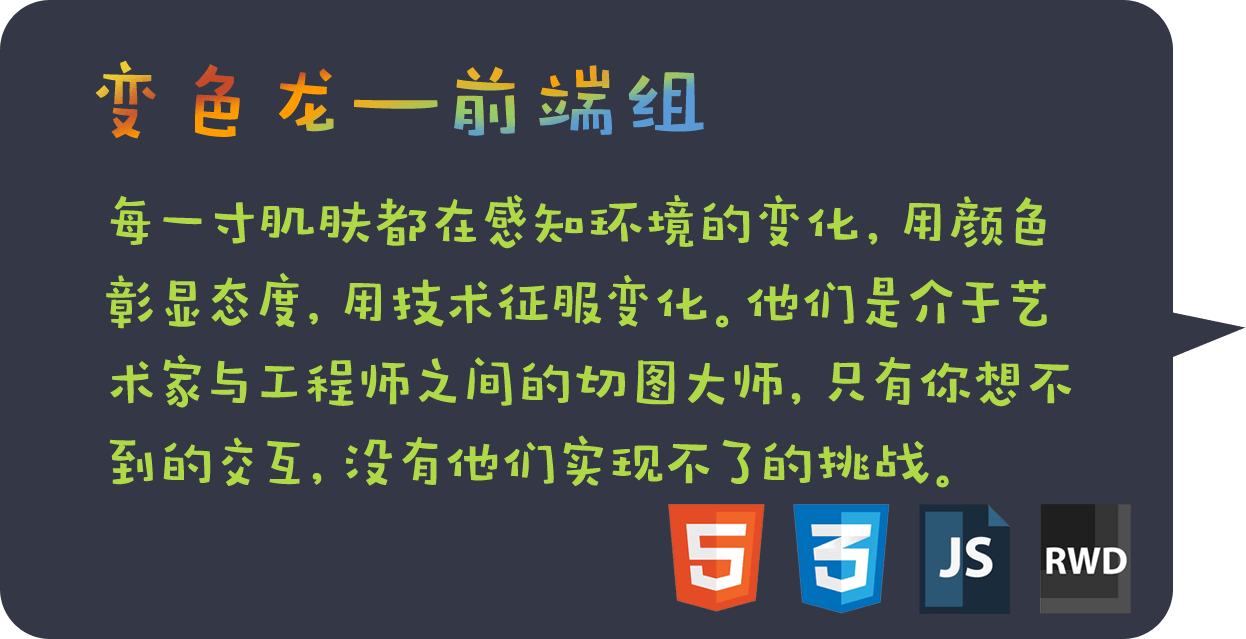 变色龙—前端组
每一寸肌肤都在感知环境的变化，用颜色
彰显态度，用技术征服变化。他们是介于艺
术家与工程师之间的切图大师，只有你想不
到的交互，没有他们实现不了的挑战。
5 3 JS RWD